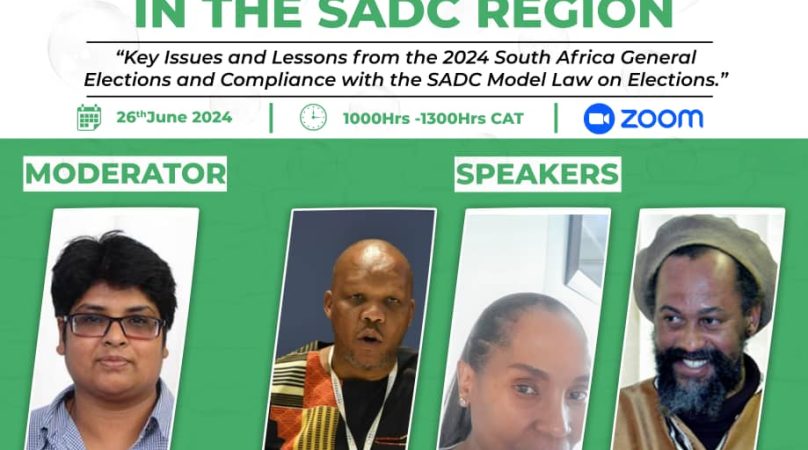 IN THE SADC REGION
“Key Issues and Lessons from the 2024 South Africa General
Elections and Compliance with the SADC Model Law on Elections.”
26thJune 2024
1000Hrs -1300Hrs CAT
zoom
MODERATOR
SPEAKERS